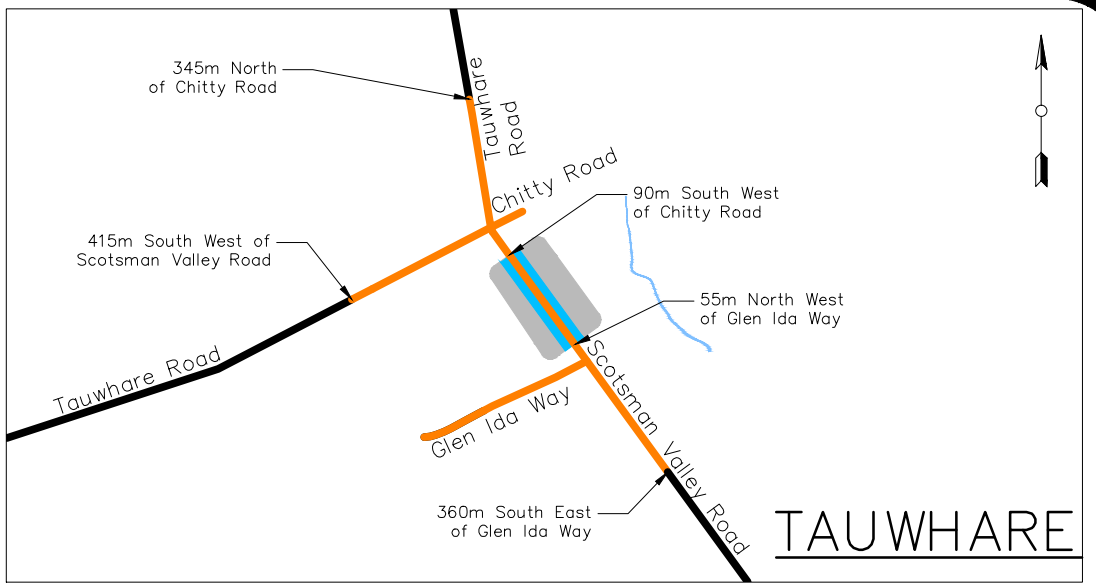 345m North
of Chitty Road
Tauwhare
Road
Chitty Road
90m South West
of Chitty Road
415m South West of
Scotsman Valley Road
55m North West
of Glen Ida Way
Tauwhare Road
Scotsman Valley Road
Glen Ida Way
360m South East
of Glen Ida Way
TAUWHARE